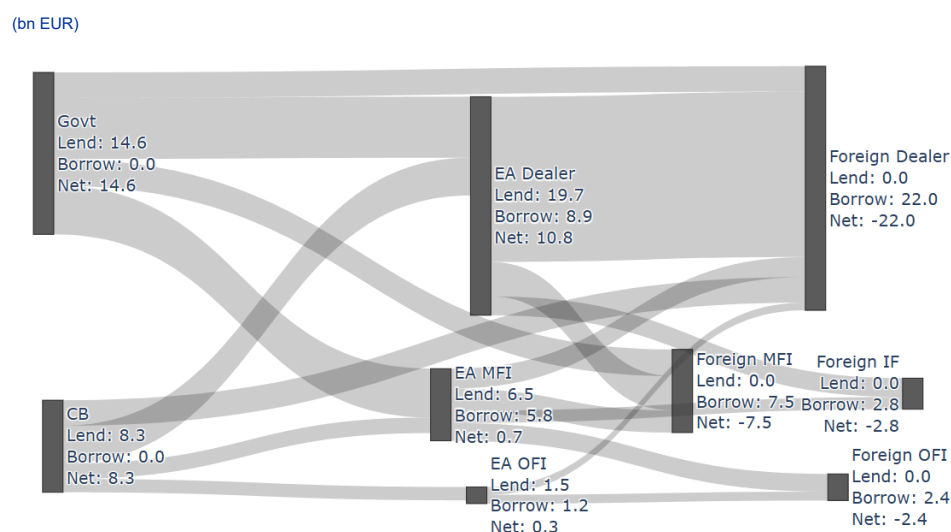 (bn EUR)
Govt
Lend: 14.6
Borrow: 0.0
Net: 14.6
EA Dealer
Lend: 19.7
Borrow: 8.9
Net: 10.8
Foreign Dealer
Lend: 0.0
Borrow: 22.0
Net: -22.0
CB
Lend: 8.3
Borrow: 0.0
Net: 8.3
EA MFI
Lend: 6.5
Borrow: 5.8
Net: 0.7
EA OFI
Lend: 1.5
Borrow: 1.2
Net: 0.3
Foreign MFI
Lend: 0.0
Borrow: 7.5
Net: -7.5
Foreign IF
Lend: 0.0
Borrow: 2.8
Net: -2.8
Foreign OFI
Lend: 0.0
Borrow: 2.4
Net: -2.4